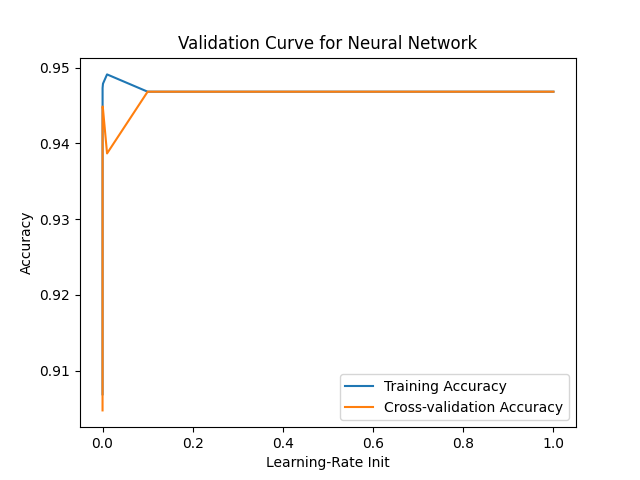 Validation Curve for Neural Network
Accuracy
0.95
0.94
0.93
0.92
0.91
0.0 0.2 0.4 0.6 0.8 1.0
Learning-Rate Init
Training Accuracy
Cross-validation Accuracy